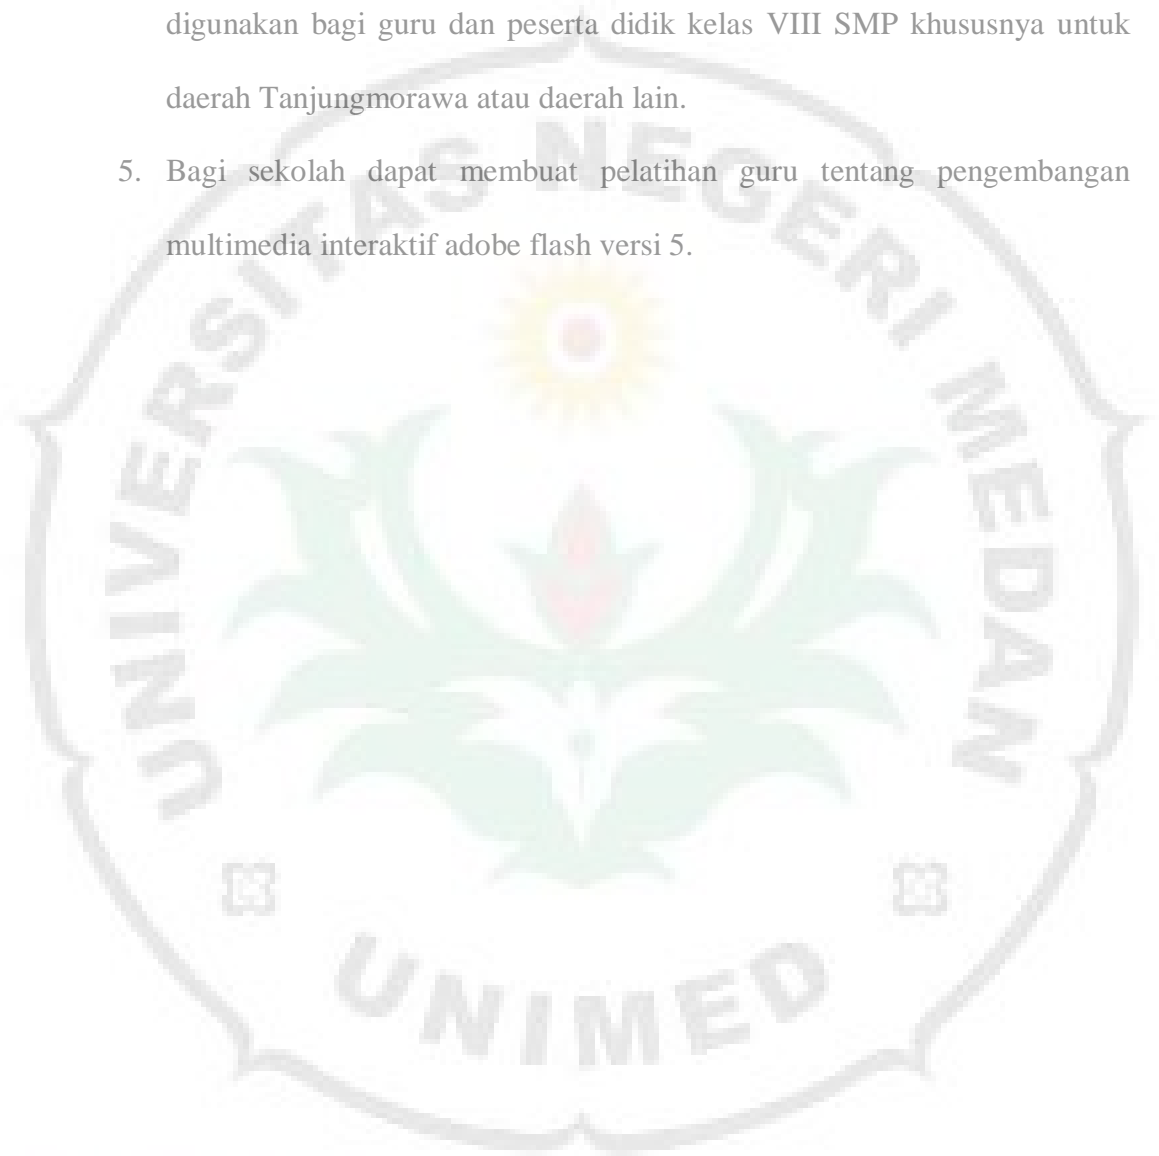 digunakan bagi guru dan peserta didik kelas VIII SMP khususnya untuk
daerah Tanjungmorawa atau daerah lain.
5. Bagi sekolah dapat membuat pelatihan guru tentang pengembangan
multimedia interaktif adobe flash versi 5.
UNIVERSITAS NEGERI MEDAN
UNIMED